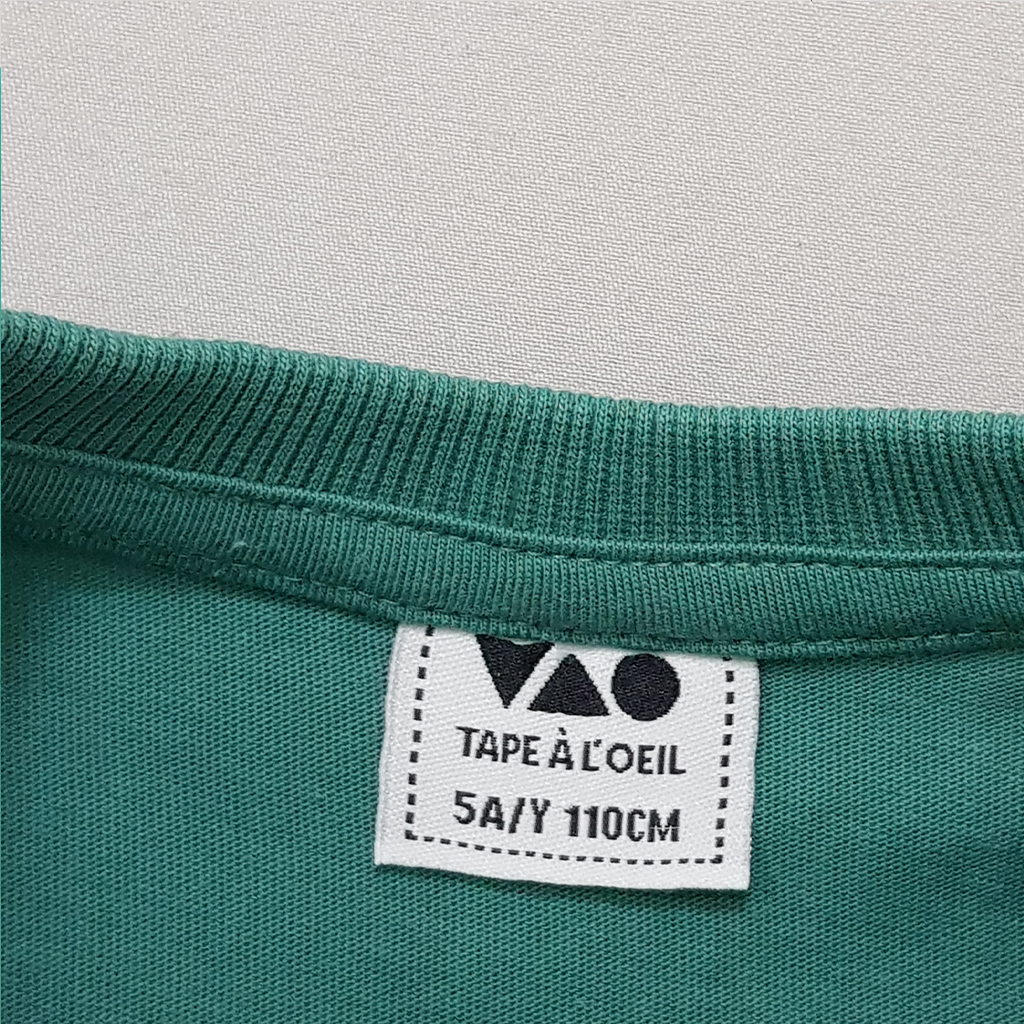 TAPE À L'OEIL
5A/Y 110CM